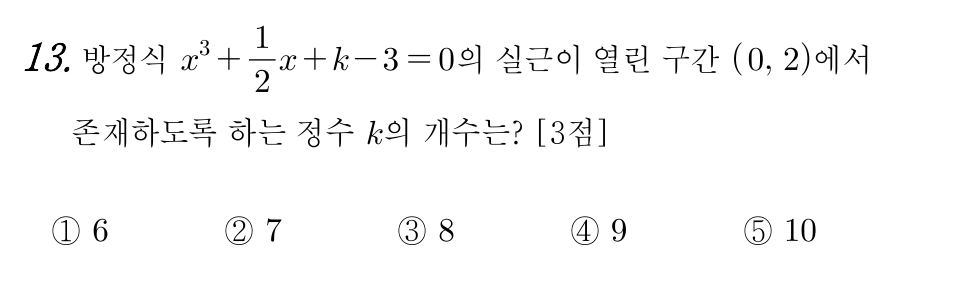 13. 방정식 $x^3+\frac{1}{2}x+k-3=0$의 실근이 열린 구간 $(0, 2)$에서
존재하도록 하는 정수 $k$의 개수는? [3점]
① 6 ② 7 ③ 8 ④ 9 ⑤ 10